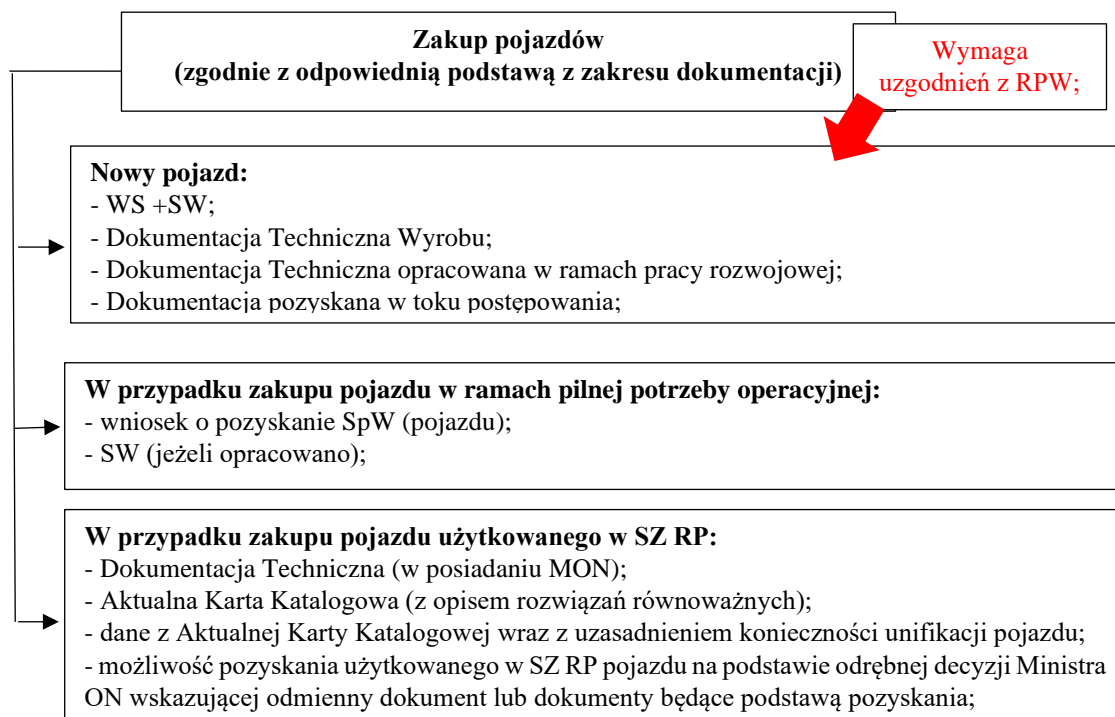 Zakup pojazdów
(zgodnie z odpowiednią podstawą z zakresu dokumentacji)
Wymaga
uzgodnień z RPW;
Nowy pojazd:
- WS +SW;
- Dokumentacja Techniczna Wyrobu;
- Dokumentacja Techniczna opracowana w ramach pracy rozwojowej;
- Dokumentacja pozyskana w toku postępowania;
W przypadku zakupu pojazdu w ramach pilnej potrzeby operacyjnej:
- wniosek o pozyskanie SpW (pojazdu);
- SW (jeżeli opracowano);
W przypadku zakupu pojazdu użytkowanego w SZ RP:
- Dokumentacja Techniczna (w posiadaniu MON);
- Aktualna Karta Katalogowa (z opisem rozwiązań równoważnych);
- dane z Aktualnej Karty Katalogowej wraz z uzasadnieniem konieczności unifikacji pojazdu;
- możliwość pozyskania użytkowanego w SZ RP pojazdu na podstawie odrębnej decyzji Ministra
ON wskazującej odmienny dokument lub dokumenty będące podstawą pozyskania;